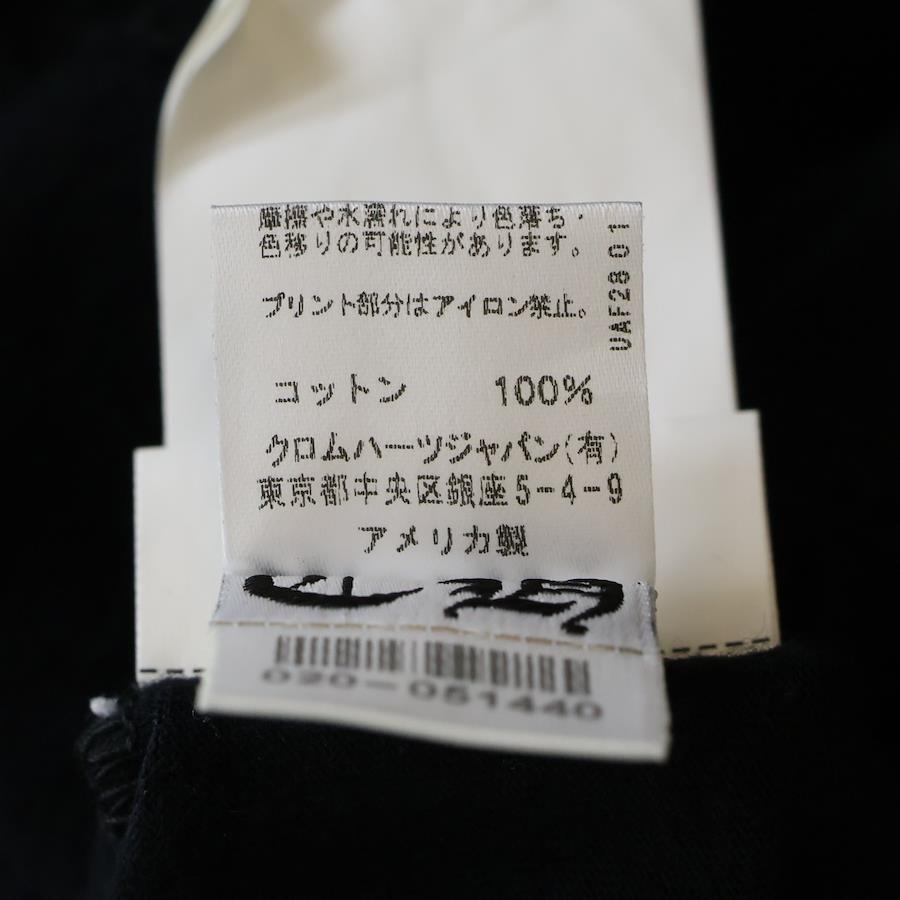 摩擦や水濡れにより色落ち・
色移りの可能性があります。
プリント部分はアイロン禁止。
コットン 100%
クロムハーツジャパン(有)
東京都中央区銀座5-4-9
アメリカ製
UAF2801
020-051440